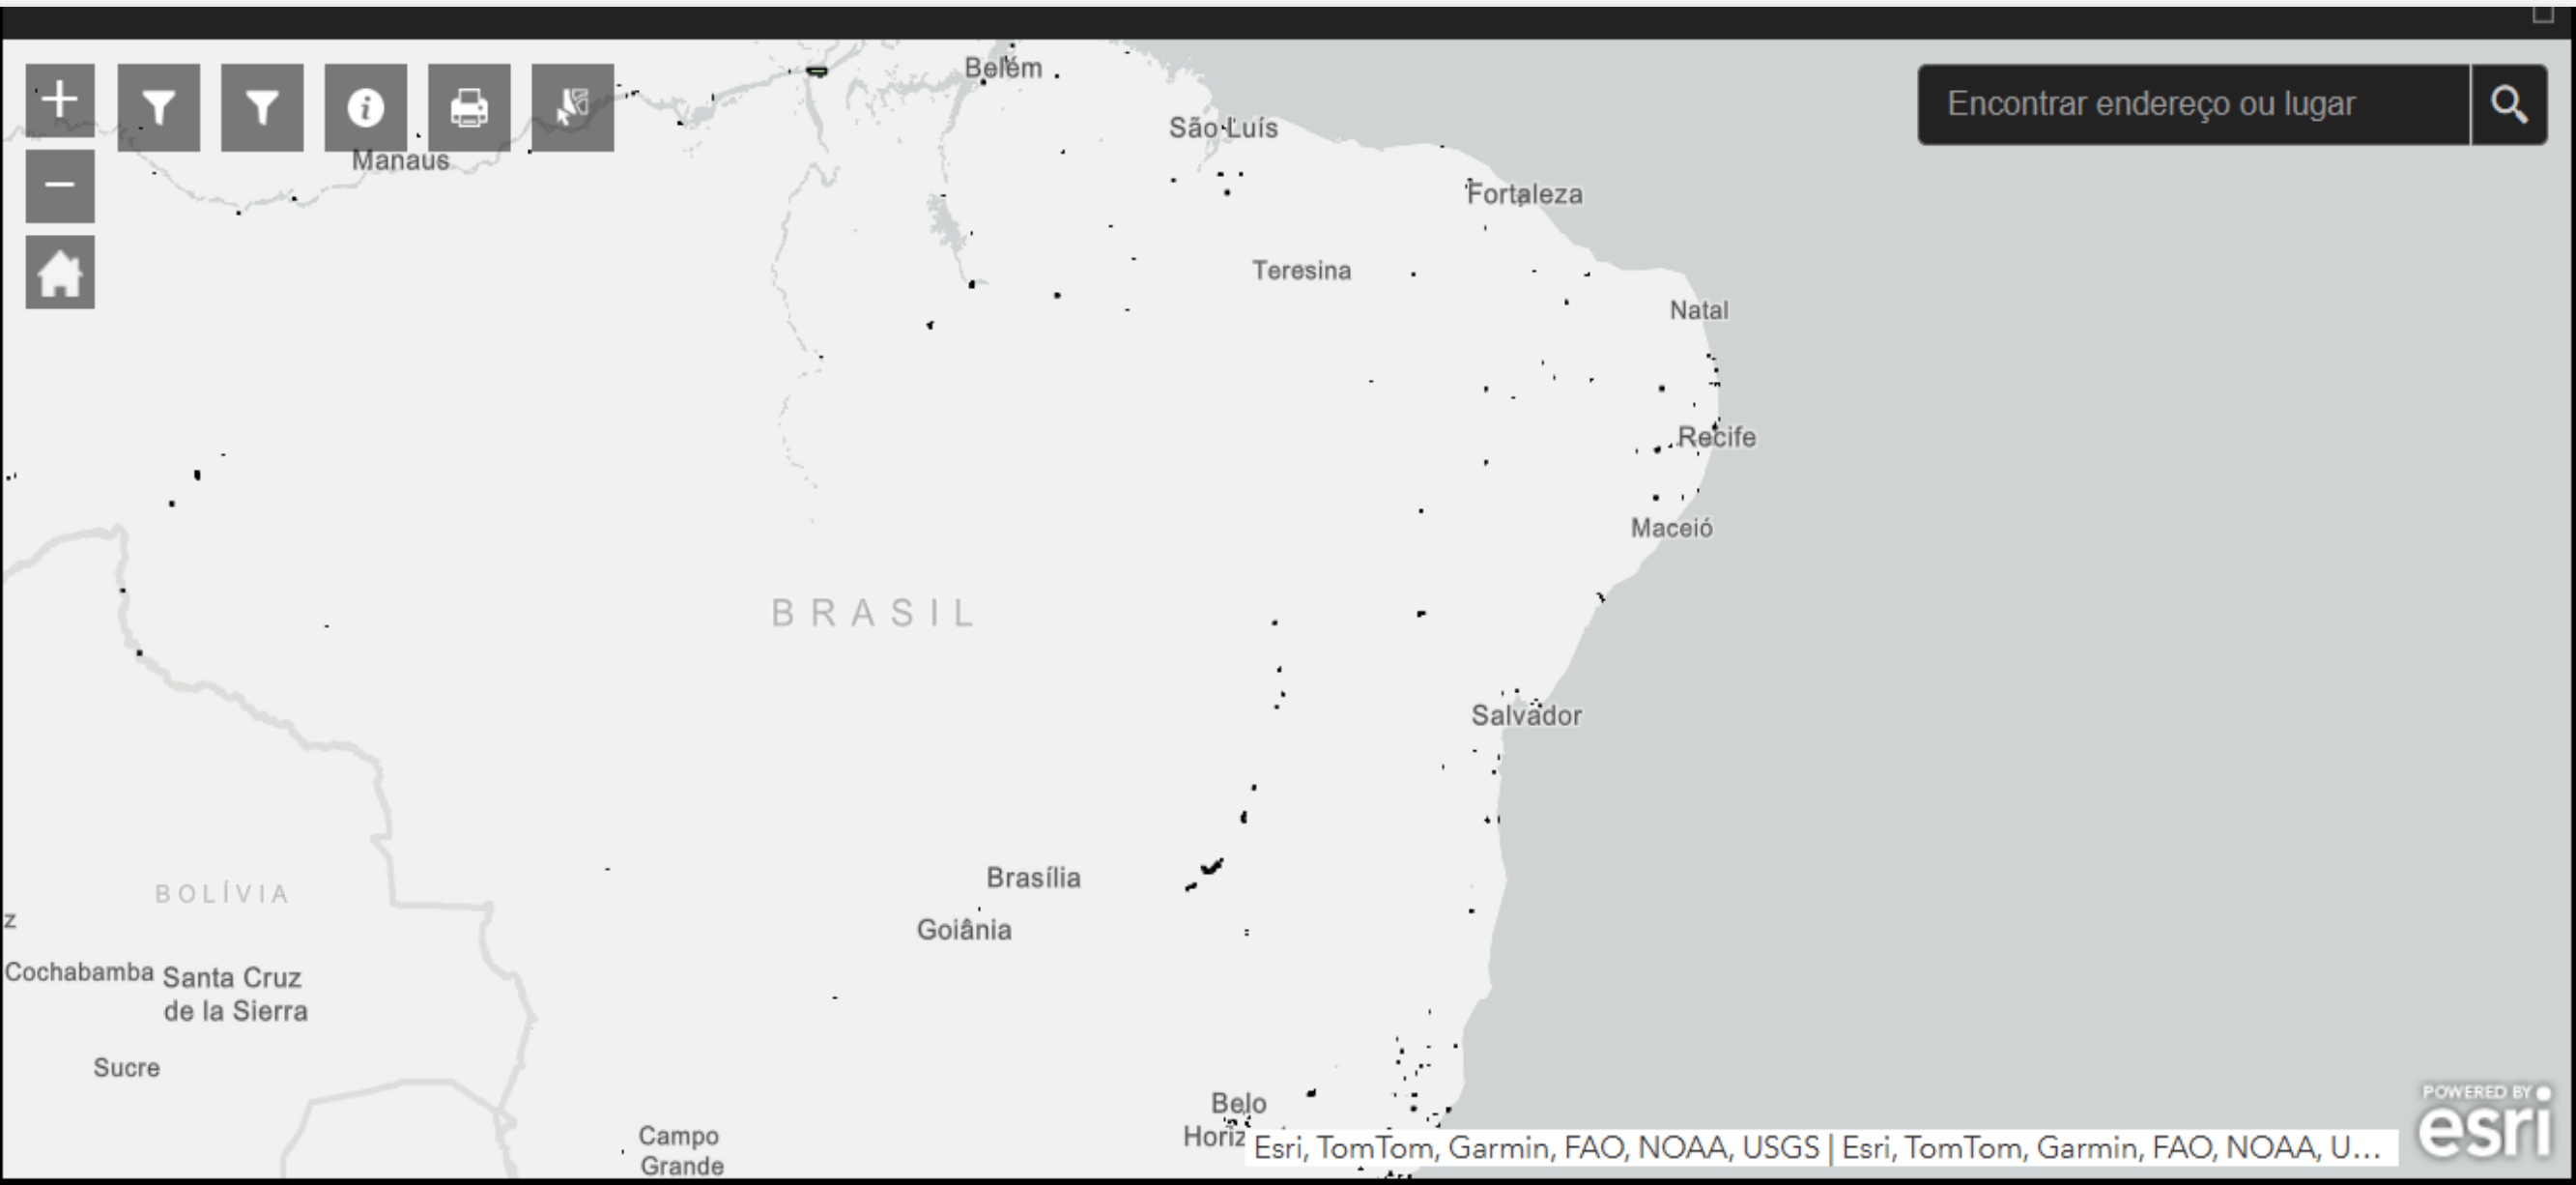 Belém
Encontrar endereço ou lugar
São Luís
Manaus
Fortaleza
Teresina
Natal
Recife
Maceió
BRASIL
Salvador
Brasília
BOLÍVIA
z
Goiânia
Cochabamba
Santa Cruz
de la Sierra
Sucre
Belo
Horiz
Campo
Grande
Esri, TomTom, Garmin, FAO, NOAA, USGS | Esri, TomTom, Garmin, FAO, NOAA, U...
POWERED BY
esri